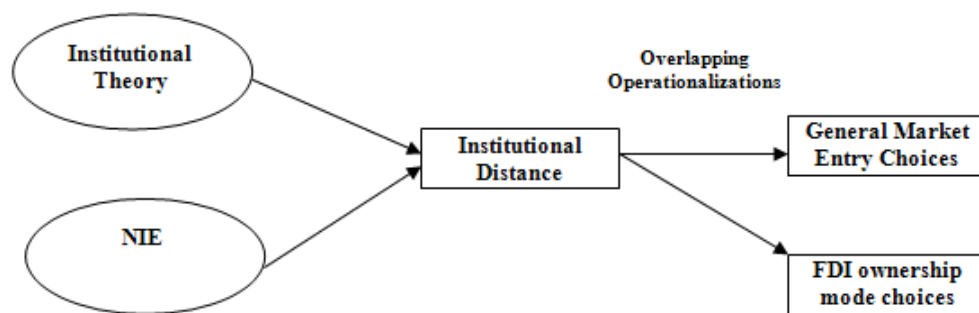 Institutional
Theory
Overlapping
Operationalizations
General Market
Entry Choices
Institutional
Distance
NIE
FDI ownership
mode choices